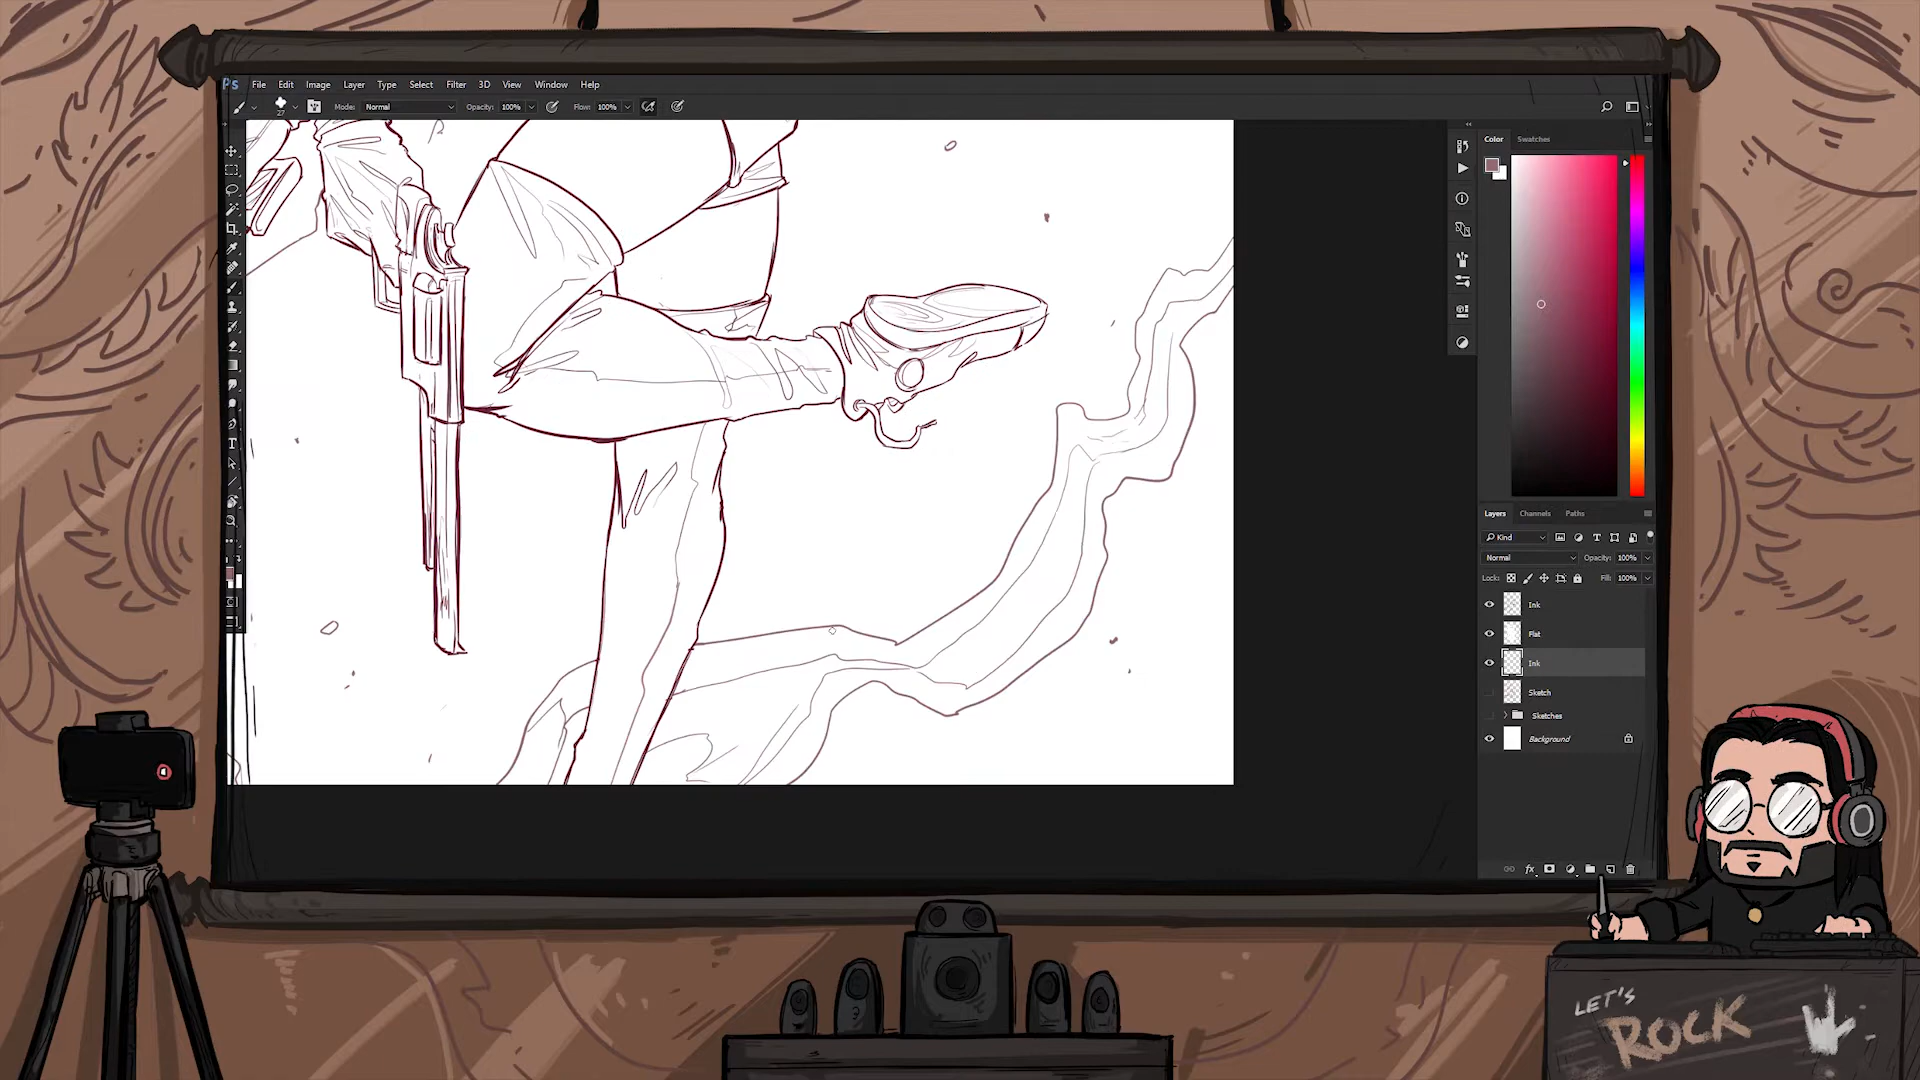 Ps File Edit Image Layer Type Select Filter 3D View Window Help
27 Mode: Normal Opacity: 100% Flow: 100%
Color Swatches
Layers Channels Paths
Kind
Normal Opacity: 100%
Lock: Fill: 100%
Ink
Flat
Ink
Sketch
Sketches
Background
fx
LET'S
ROCK